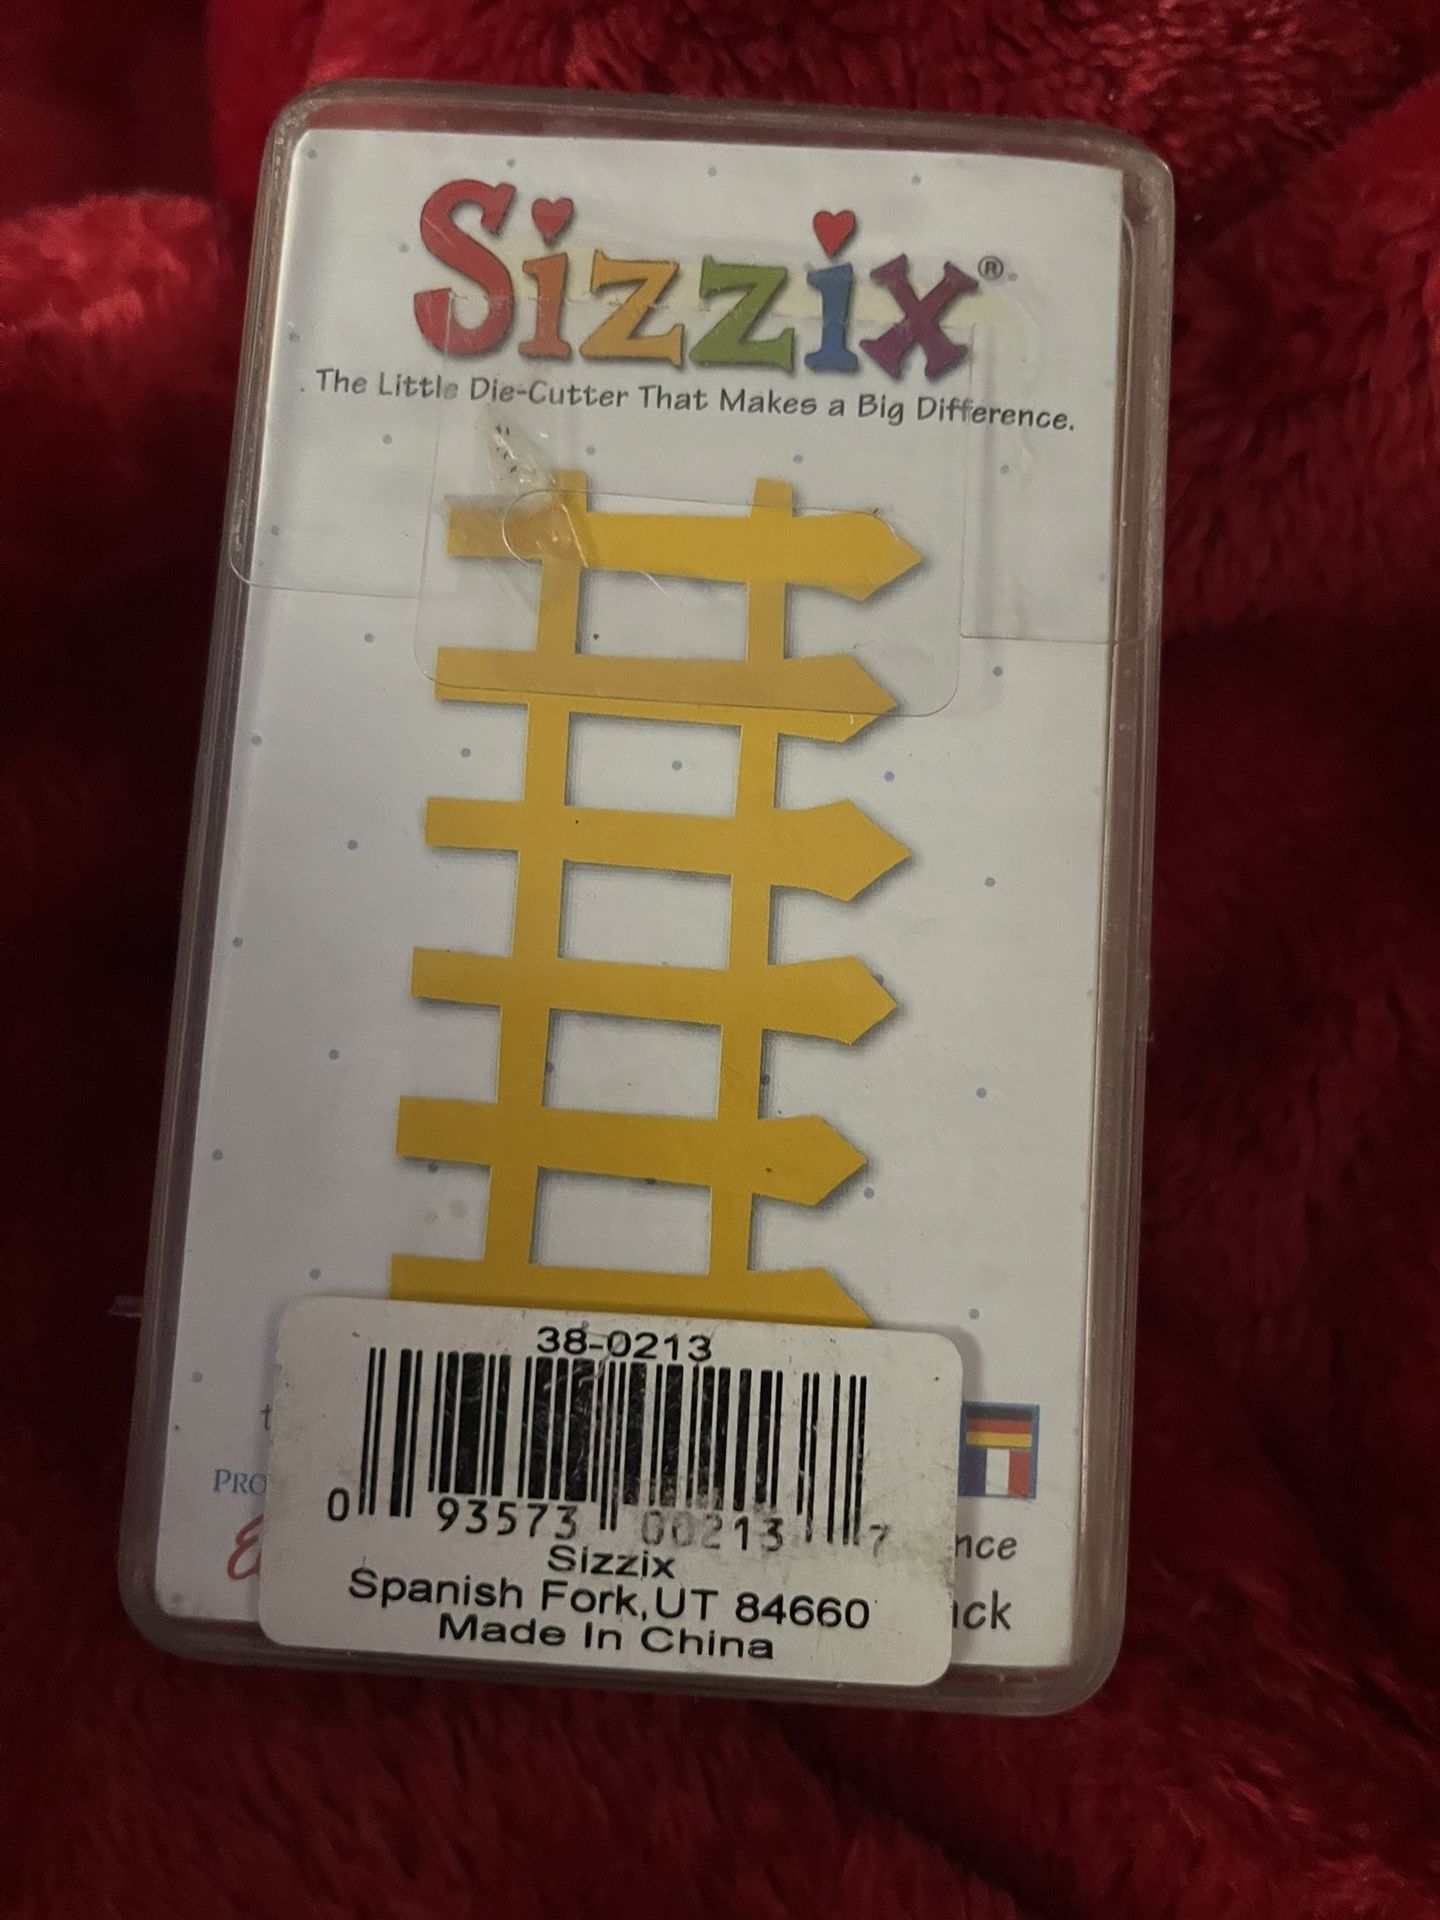 Sizzix®
The Little Die-Cutter That Makes a Big Difference.
38-0213
0 93573 00213 7
Sizzix
Spanish Fork,UT 84660
Made In China